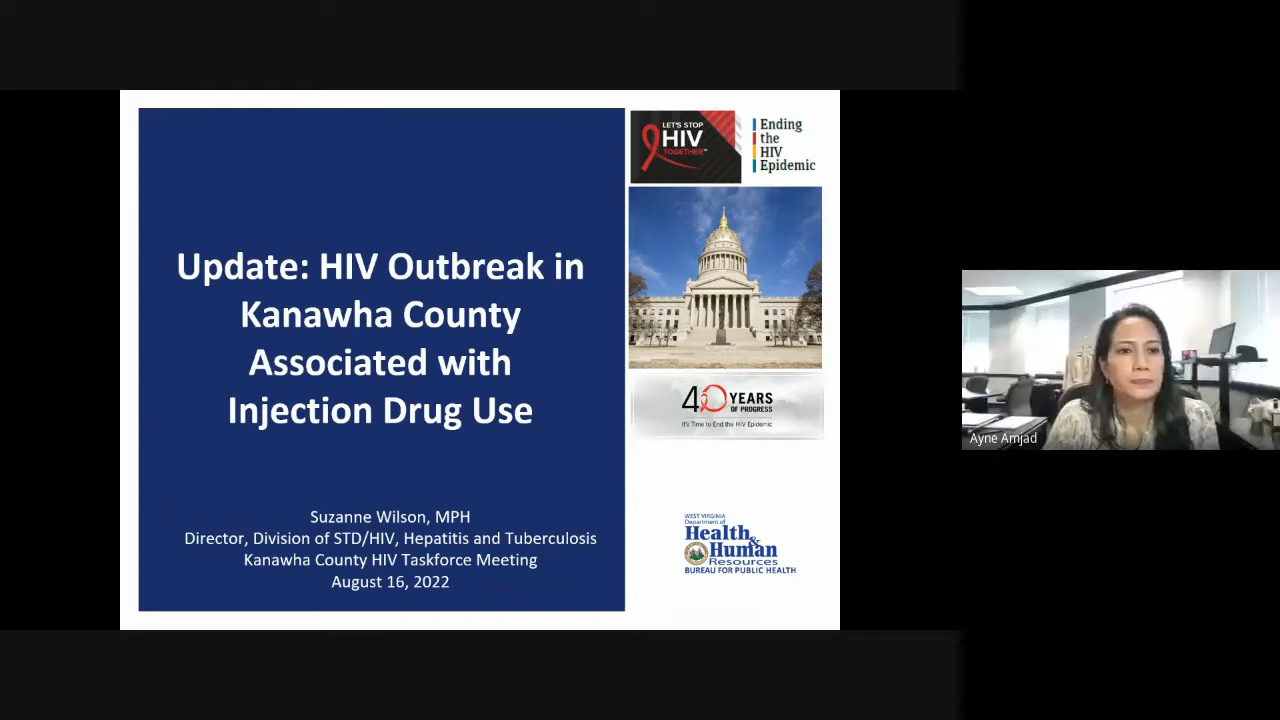 Update: HIV Outbreak in
Kanawha County
Associated with
Injection Drug Use
Suzanne Wilson, MPH
Director, Division of STD/HIV, Hepatitis and Tuberculosis
Kanawha County HIV Taskforce Meeting
August 16, 2022
LET'S STOP
HIV
TOGETHER™
Ending
the
HIV
Epidemic
40 YEARS
OF PROGRESS
It's Time to End the HIV Epidemic
WEST VIRGINIA
Department of
Health &
Human
Resources
BUREAU FOR PUBLIC HEALTH
Ayne Amjad